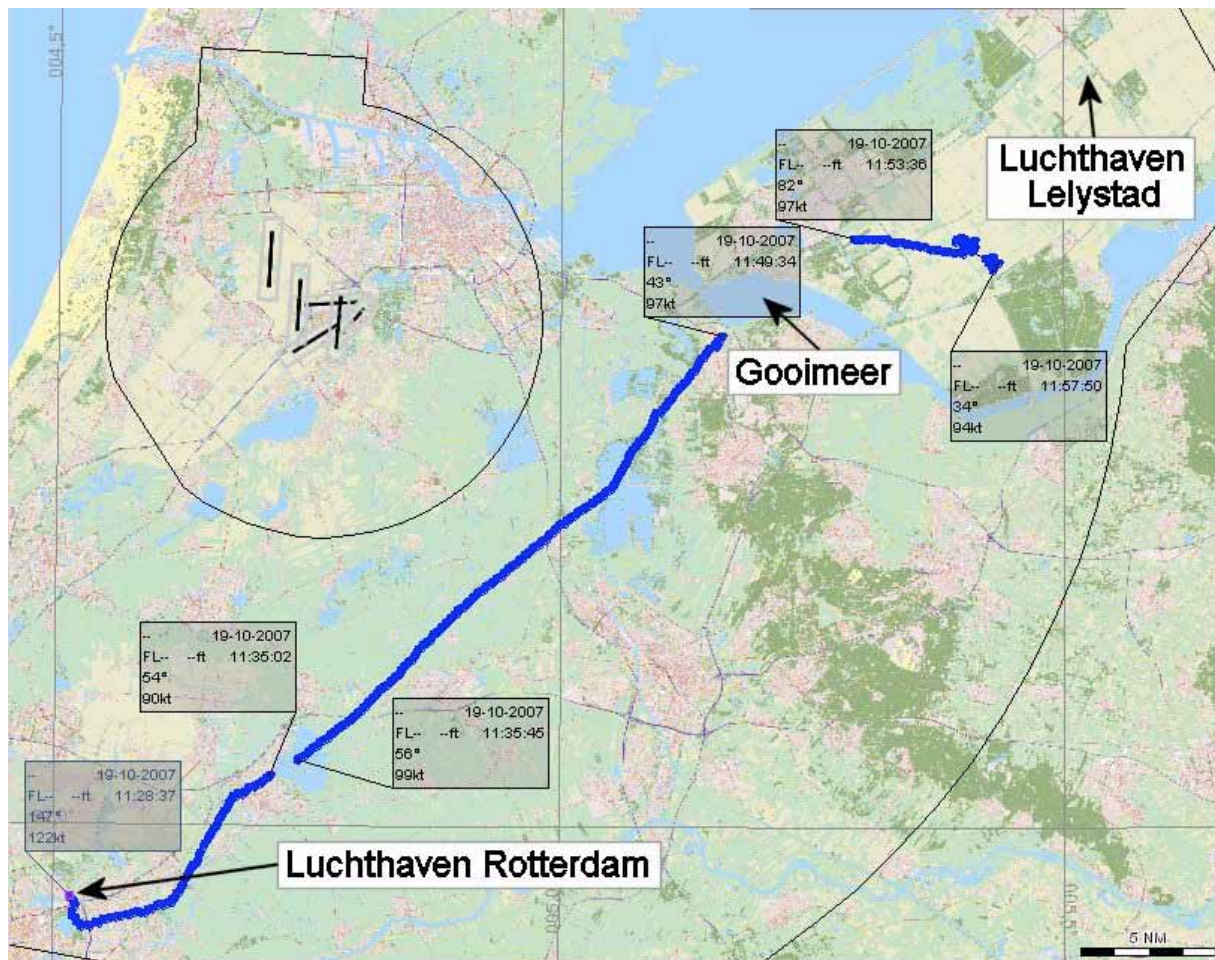 004,5°
-- 19-10-2007
FL-- --ft 11:53:36
82°
97kt
Luchthaven
Lelystad
-- 19-10-2007
FL-- --ft 11:49:34
43°
97kt
Gooimeer
-- 19-10-2007
FL-- --ft 11:57:50
34°
94kt
-- 19-10-2007
FL-- --ft 11:35:02
54°
90kt
-- 19-10-2007
FL-- --ft 11:35:45
56°
99kt
-- 19-10-2007
FL-- --ft 11:28:37
147°
122kt
Luchthaven Rotterdam
005,5°
5 NM